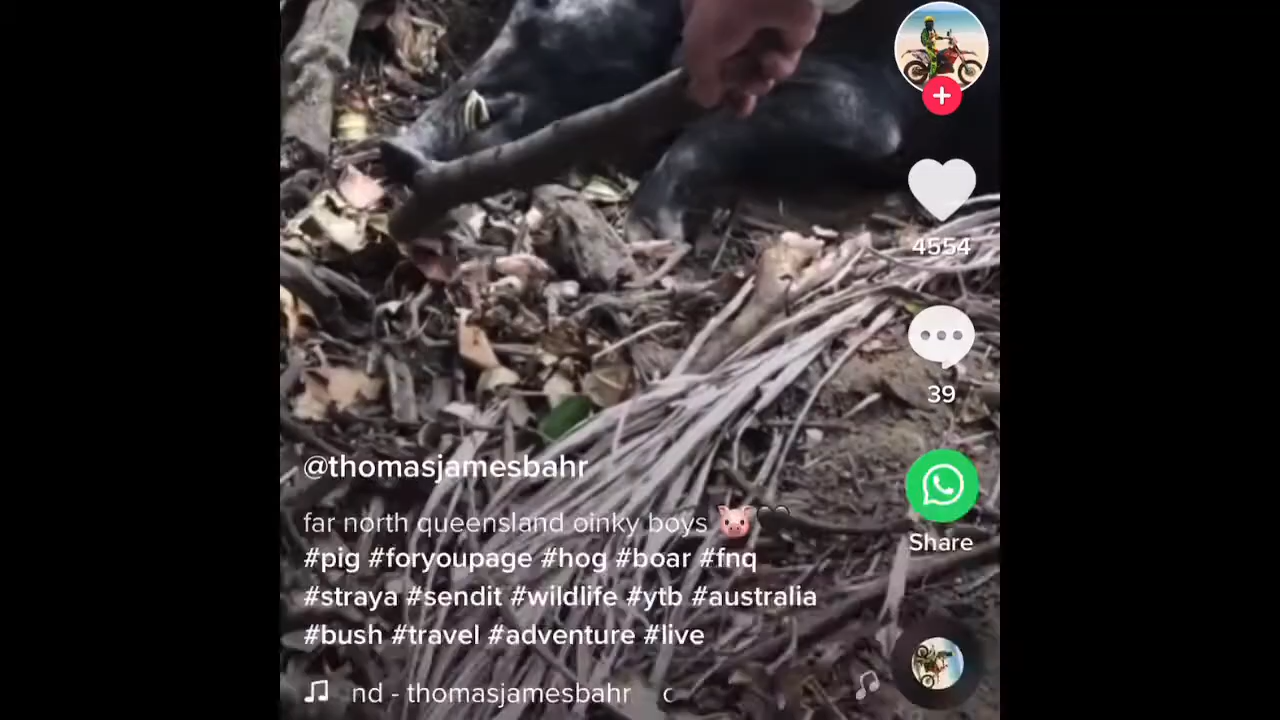 4554
39
Share
@thomasjamesbahr
far north queensland oinky boys 🐷🖤
#pig #foryoupage #hog #boar #fnq
#straya #sendit #wildlife #ytb #australia
#bush #travel #adventure #live
nd - thomasjamesbahr c